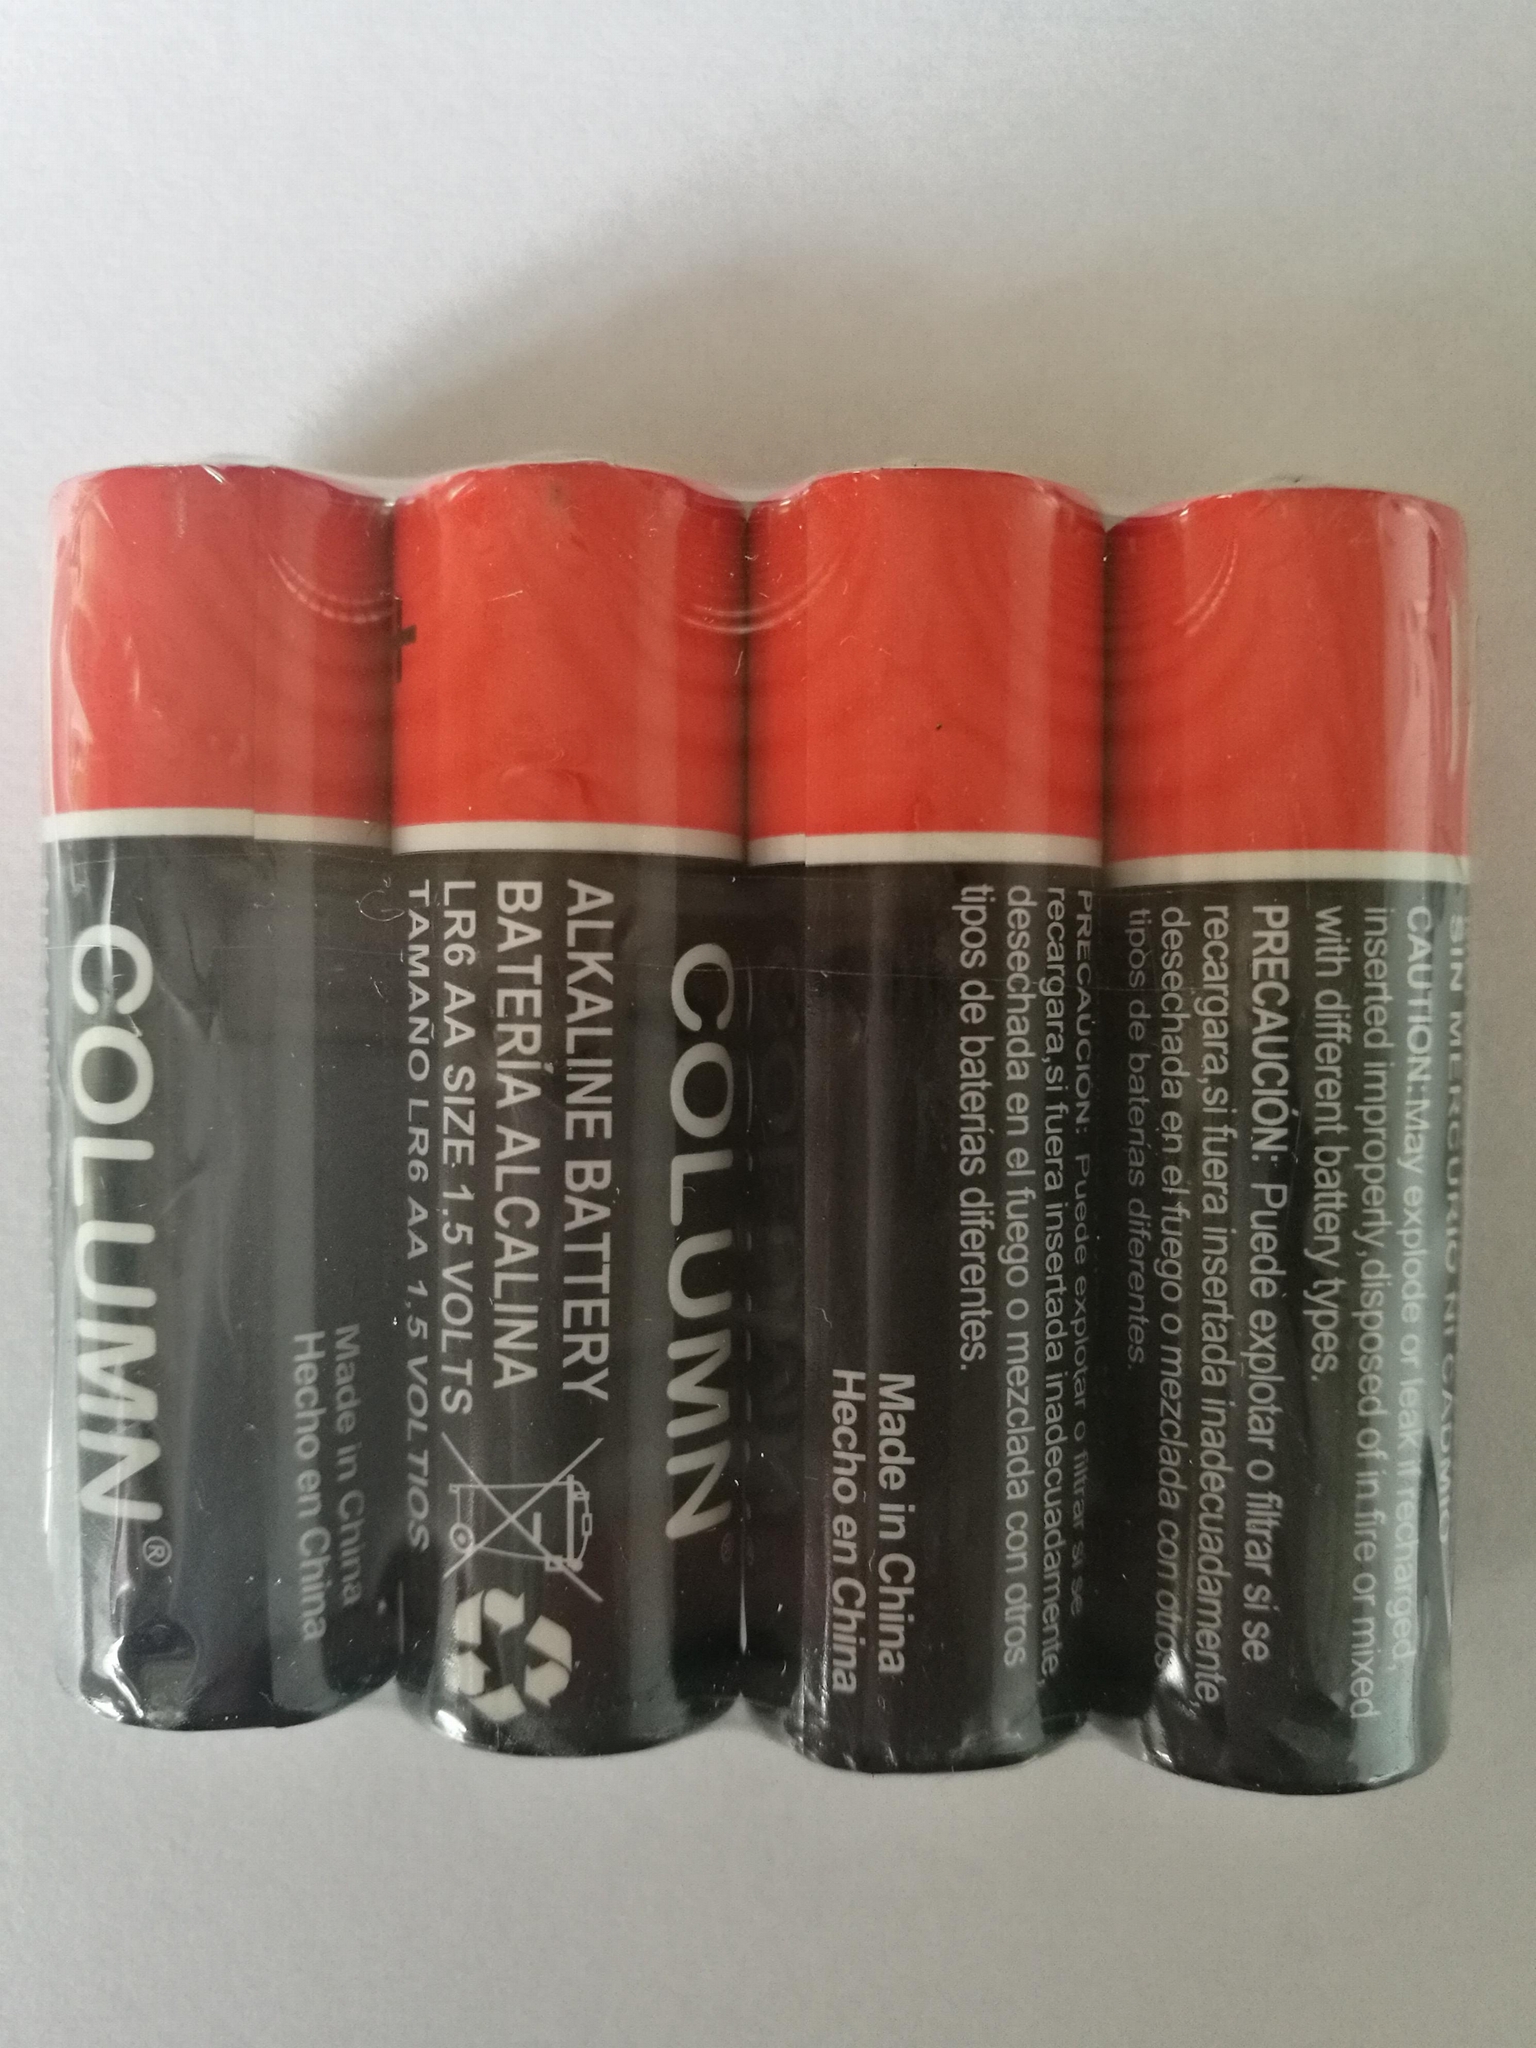 COLUMN®
Made in China
Hecho en China
COLUMN
ALKALINE BATTERY
BATERÍA ALCALINA
LR6 AA SIZE 1,5 VOLTS
TAMAÑO LR6 AA 1,5 VOLTIOS
Made in China
Hecho en China
PRECAUCIÓN: Puede explotar o filtrar si se
recargara,si fuera insertada inadecuadamente,
desechada en el fuego o mezclada con otros
tipos de baterías diferentes.
SIN MERCURIO NI CADMIO
CAUTION:May explode or leak if recharged,
inserted improperly,disposed of in fire or mixed
with different battery types.
PRECAUCIÓN: Puede explotar o filtrar si se
recargara,si fuera insertada inadecuadamente,
desechada en el fuego o mezclada con otros
tipos de baterías diferentes.